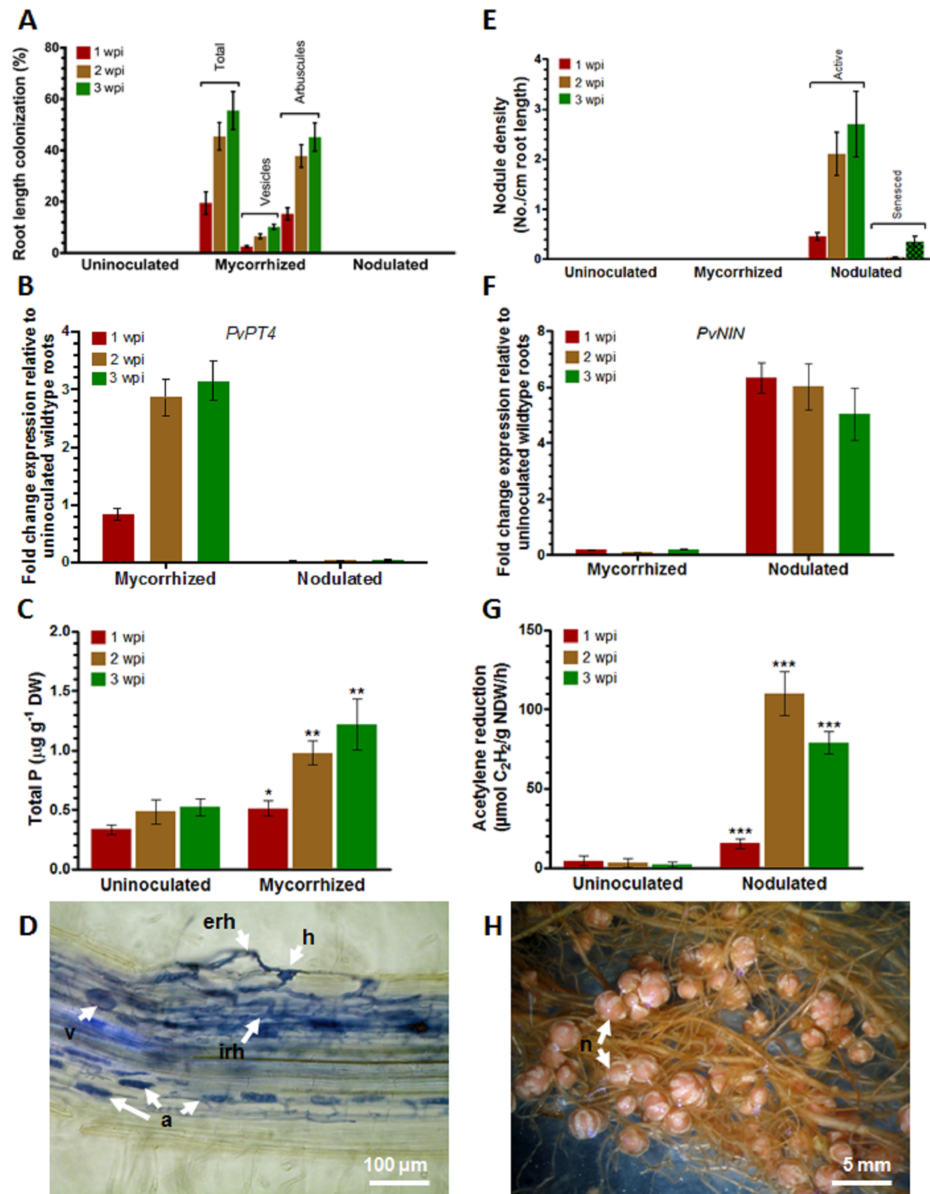 A
Root length colonization (%)
80
60
40
20
0
1 wpi
2 wpi
3 wpi
Total
Vesicles
Arbuscules
Uninoculated Mycorrhized Nodulated
E
Nodule density
(No./cm root length)
4
3
2
1
0
1 wpi
2 wpi
3 wpi
Active
Senesced
Uninoculated Mycorrhized Nodulated
B
Fold change expression relative to
uninoculated wildtype roots
4
3
2
1
0
1 wpi
2 wpi
3 wpi
PvPT4
Mycorrhized Nodulated
F
Fold change expression relative to
uninoculated wildtype roots
8
6
4
2
0
1 wpi
2 wpi
3 wpi
PvNIN
Mycorrhized Nodulated
C
Total P (µg g⁻¹ DW)
2.0
1.5
1.0
0.5
0.0
1 wpi
2 wpi
3 wpi
*
**
**
Uninoculated Mycorrhized
G
Acetylene reduction
(µmol C₂H₂/g NDW/h)
150
100
50
0
1 wpi
2 wpi
3 wpi
***
***
***
Uninoculated Nodulated
D
erh
h
v
irh
a
100 µm
H
n
5 mm